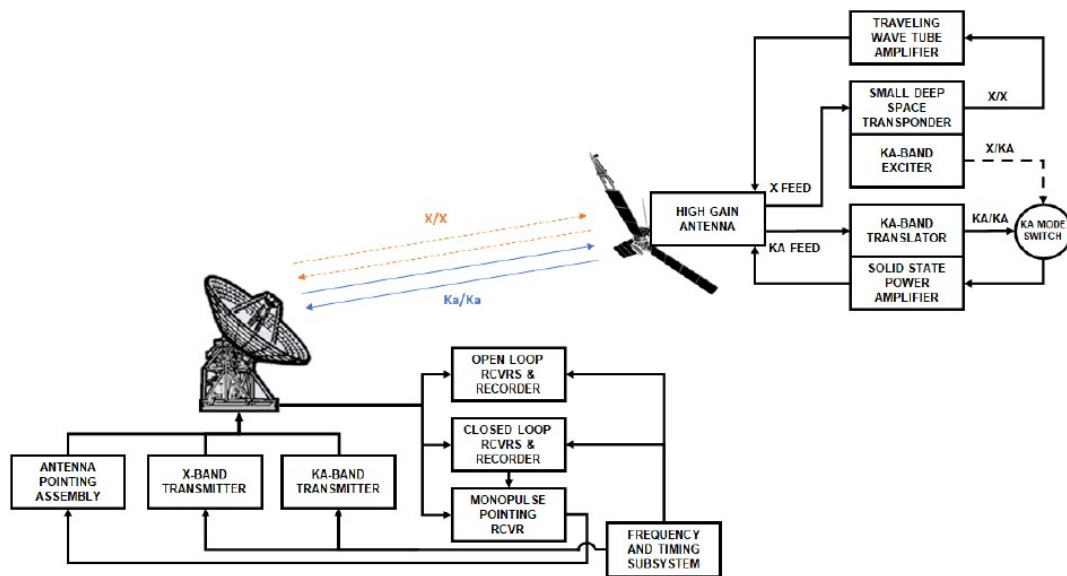 TRAVELING
WAVE TUBE
AMPLIFIER
SMALL DEEP
SPACE
TRANSPONDER
X/X
KA-BAND
EXCITER
X/KA
X FEED
HIGH GAIN
ANTENNA
KA FEED
KA-BAND
TRANSLATOR
KA/KA
KA MODE
SWITCH
SOLID STATE
POWER
AMPLIFIER
X/X
Ka/Ka
OPEN LOOP
RCVRS &
RECORDER
CLOSED LOOP
RCVRS &
RECORDER
ANTENNA
POINTING
ASSEMBLY
X-BAND
TRANSMITTER
KA-BAND
TRANSMITTER
MONOPULSE
POINTING
RCVR
FREQUENCY
AND TIMING
SUBSYSTEM